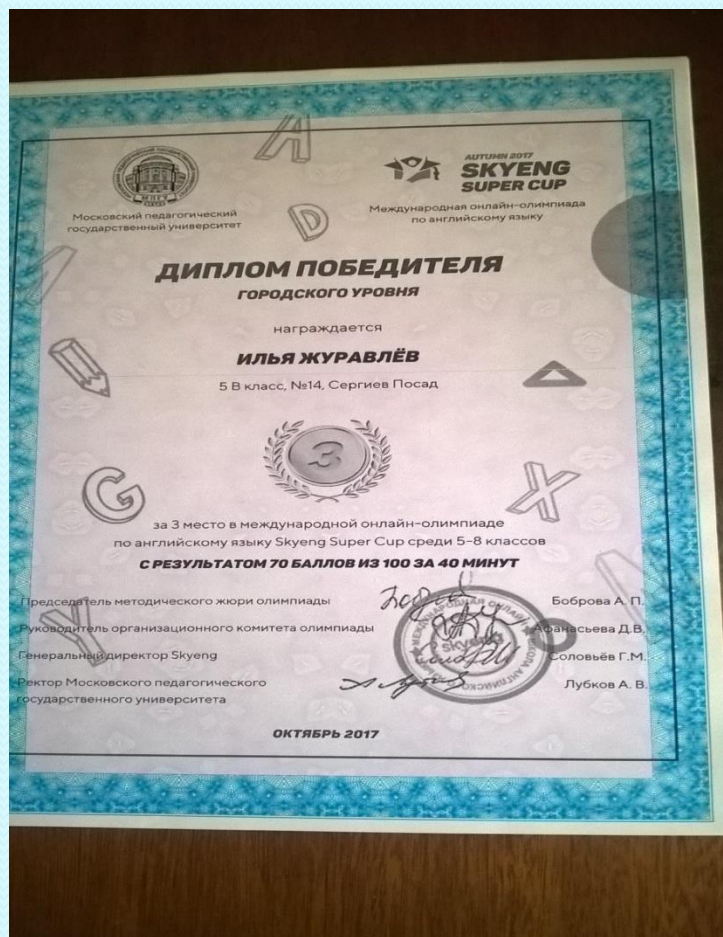 Московский педагогический
государственный университет
AUTUMN 2017
SKYENG
SUPER CUP
Международная онлайн-олимпиада
по английскому языку
ДИПЛОМ ПОБЕДИТЕЛЯ
ГОРОДСКОГО УРОВНЯ
награждается
ИЛЬЯ ЖУРАВЛЁВ
5 В класс, №14, Сергиев Посад
3
за 3 место в международной онлайн-олимпиаде
по английскому языку Skyeng Super Cup среди 5-8 классов
С РЕЗУЛЬТАТОМ 70 БАЛЛОВ ИЗ 100 ЗА 40 МИНУТ
Председатель методического жюри олимпиады Боброва А. П.
Руководитель организационного комитета олимпиады Афанасьева Д.В.
Генеральный директор Skyeng Соловьёв Г.М.
Ректор Московского педагогического
государственного университета Лубков А. В.
skyeng
ОКТЯБРЬ 2017